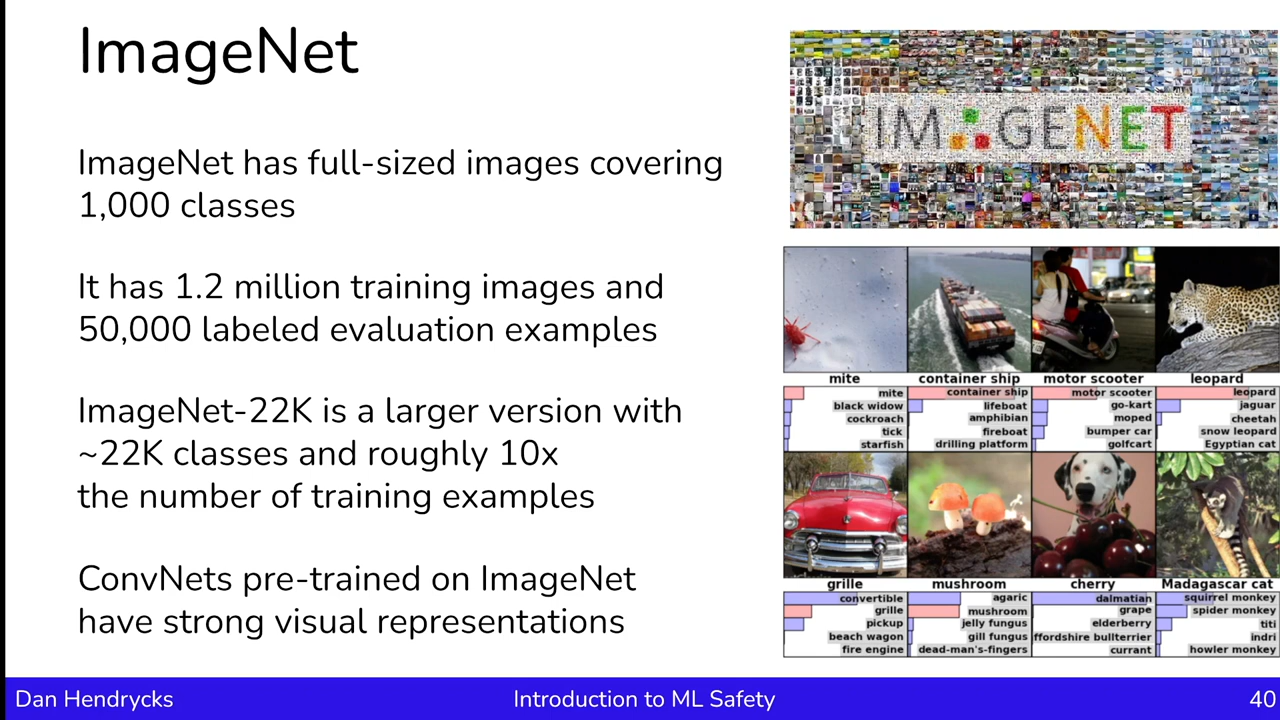 ImageNet
ImageNet has full-sized images covering
1,000 classes
It has 1.2 million training images and
50,000 labeled evaluation examples
ImageNet-22K is a larger version with
~22K classes and roughly 10x
the number of training examples
ConvNets pre-trained on ImageNet
have strong visual representations
IM GENET
mite
container ship
motor scooter
leopard
mite
black widow
cockroach
tick
starfish
container ship
lifeboat
amphibian
fireboat
drilling platform
motor scooter
go-kart
moped
bumper car
golfcart
leopard
jaguar
cheetah
snow leopard
Egyptian cat
grille
mushroom
cherry
Madagascar cat
convertible
grille
pickup
beach wagon
fire engine
agaric
mushroom
jelly fungus
gill fungus
dead-man's-fingers
dalmatian
grape
elderberry
ffordshire bullterrier
currant
squirrel monkey
spider monkey
titi
indri
howler monkey
Dan Hendrycks
Introduction to ML Safety
40